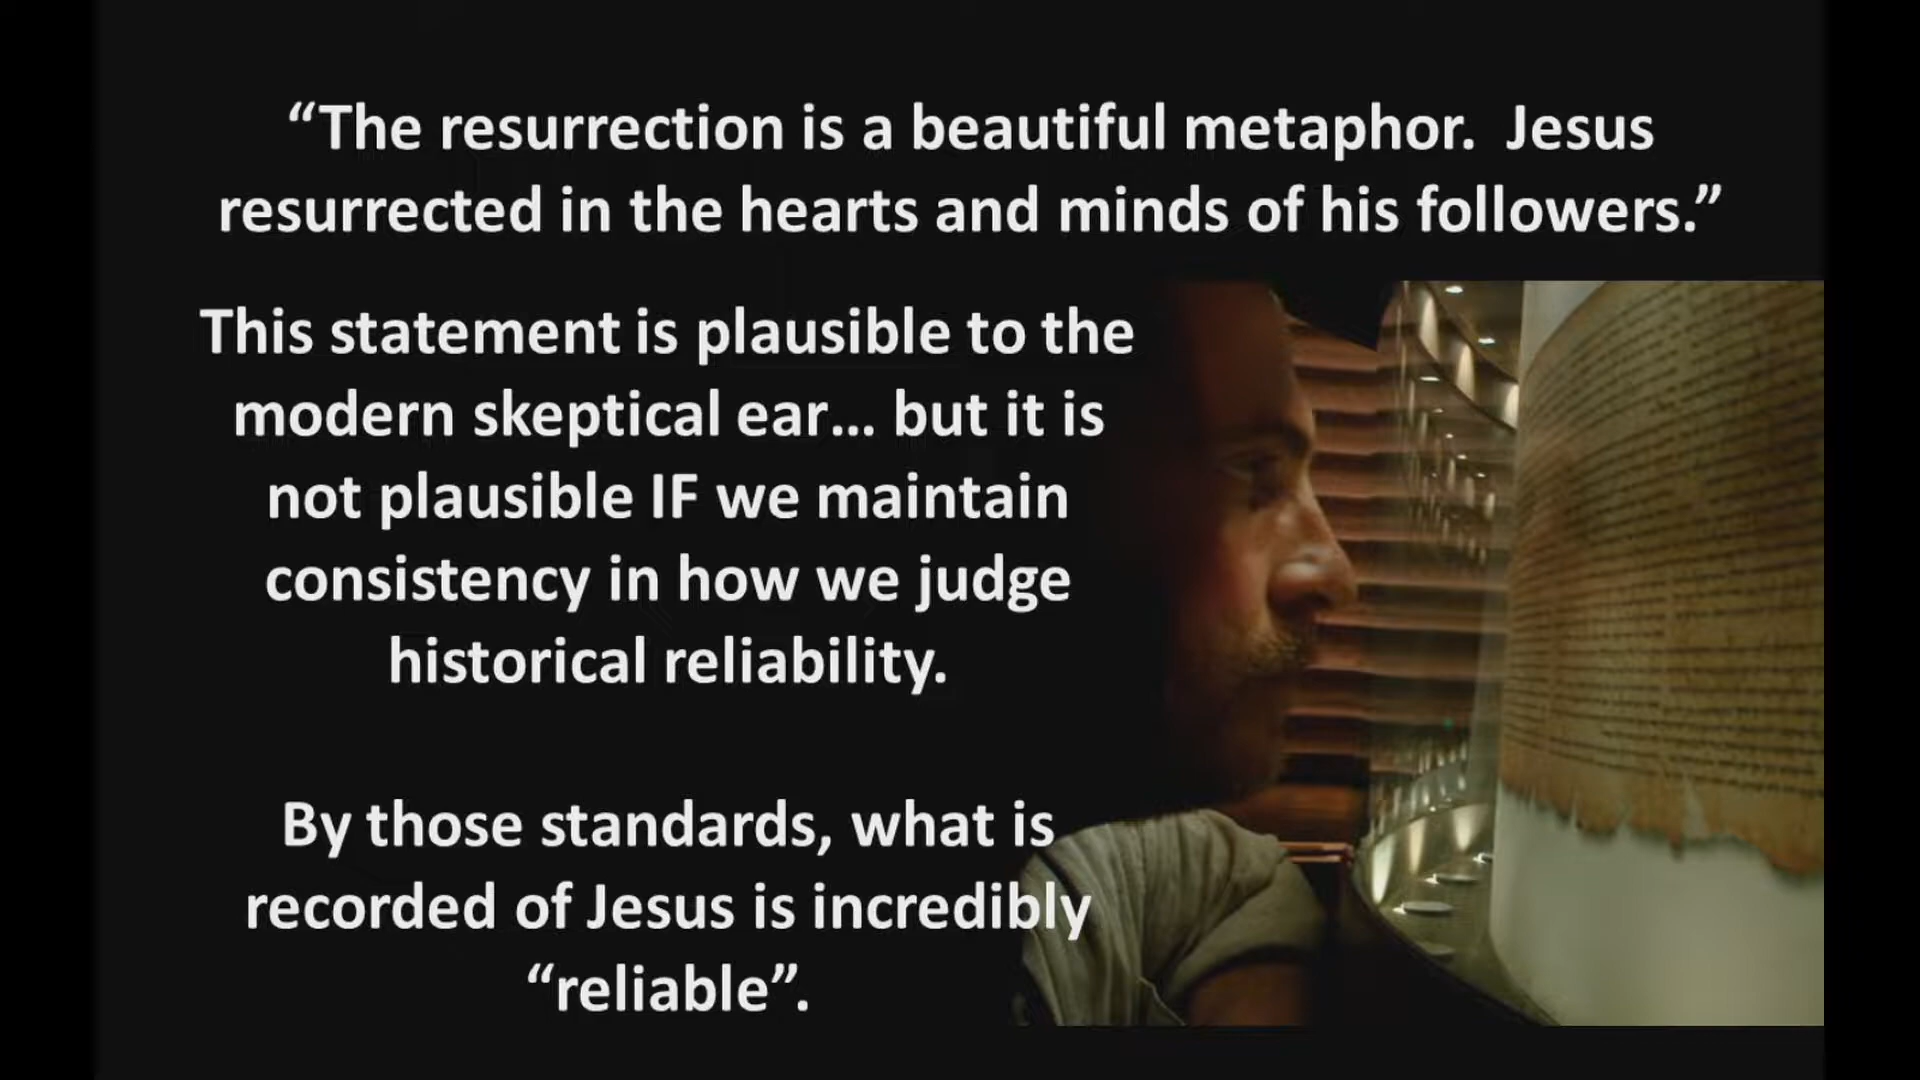 “The resurrection is a beautiful metaphor.  Jesus
resurrected in the hearts and minds of his followers.”
This statement is plausible to the
modern skeptical ear... but it is
not plausible IF we maintain
consistency in how we judge
historical reliability.
By those standards, what is
recorded of Jesus is incredibly
“reliable”.